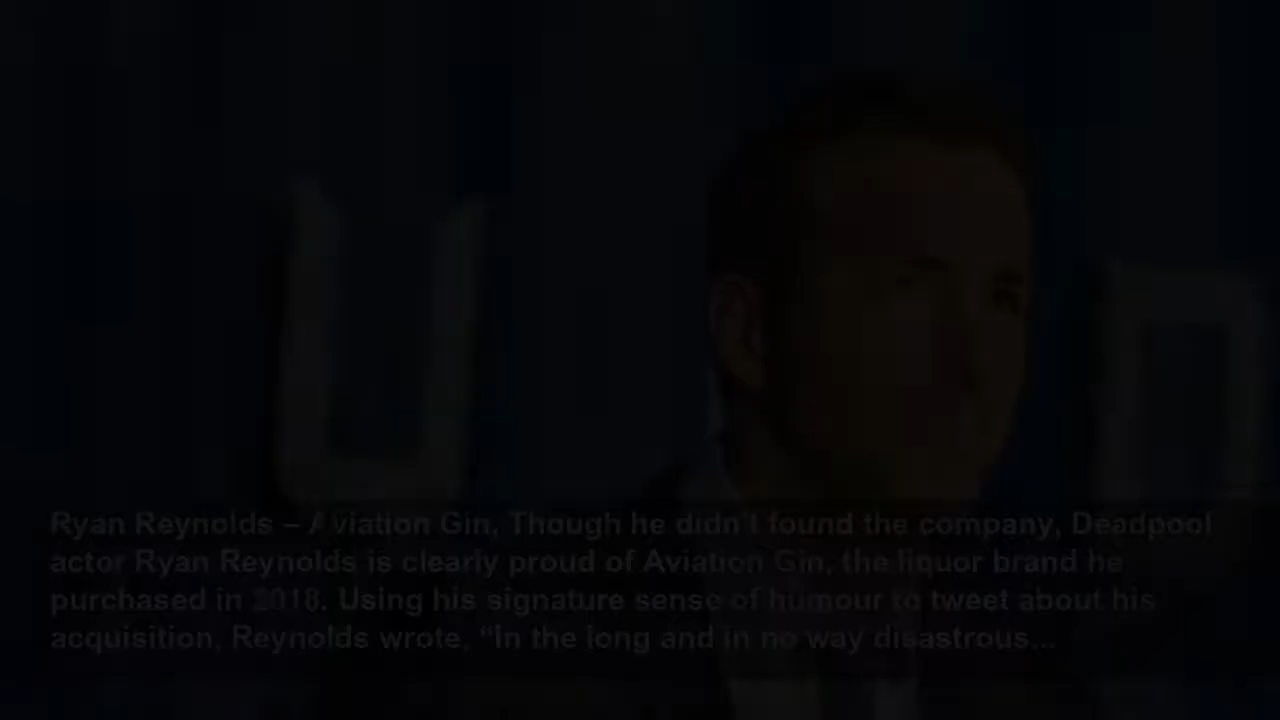 U
Ryan Reynolds – Aviation Gin, Though he didn't found the company, Deadpool
actor Ryan Reynolds is clearly proud of Aviation Gin, the liquor brand he
purchased in 2018. Using his signature sense of humour to tweet about his
acquisition, Reynolds wrote, “In the long and in no way disastrous...